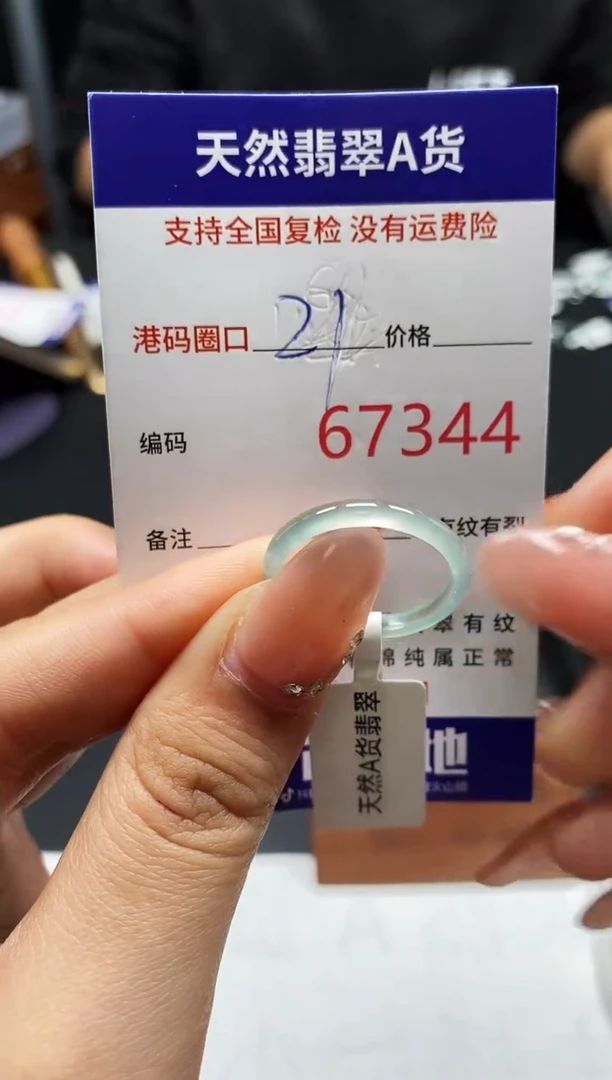 天然翡翠A货
支持全国复检 没有运费险
港码圈口 21 价格
编码 67344
备注 有纹有裂
翠有纹
棉纯属正常
地
天然A货翡翠